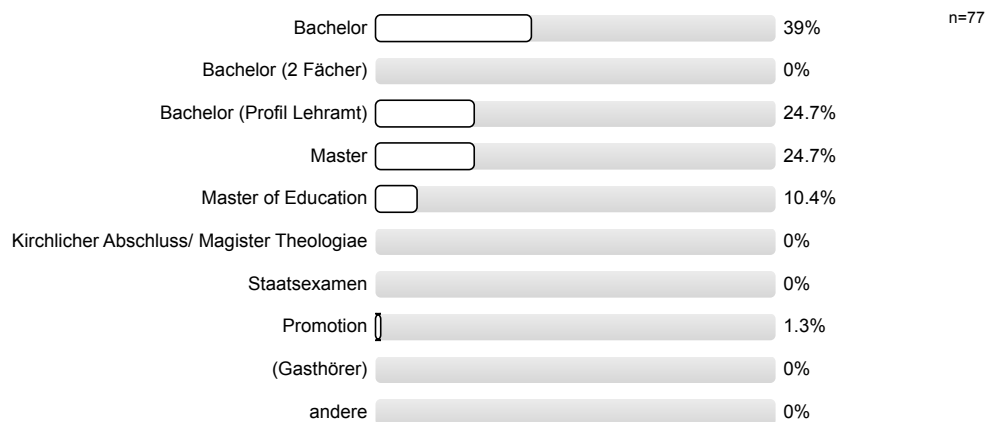 n=77
Bachelor 39%
Bachelor (2 Fächer) 0%
Bachelor (Profil Lehramt) 24.7%
Master 24.7%
Master of Education 10.4%
Kirchlicher Abschluss/ Magister Theologiae 0%
Staatsexamen 0%
Promotion 1.3%
(Gasthörer) 0%
andere 0%